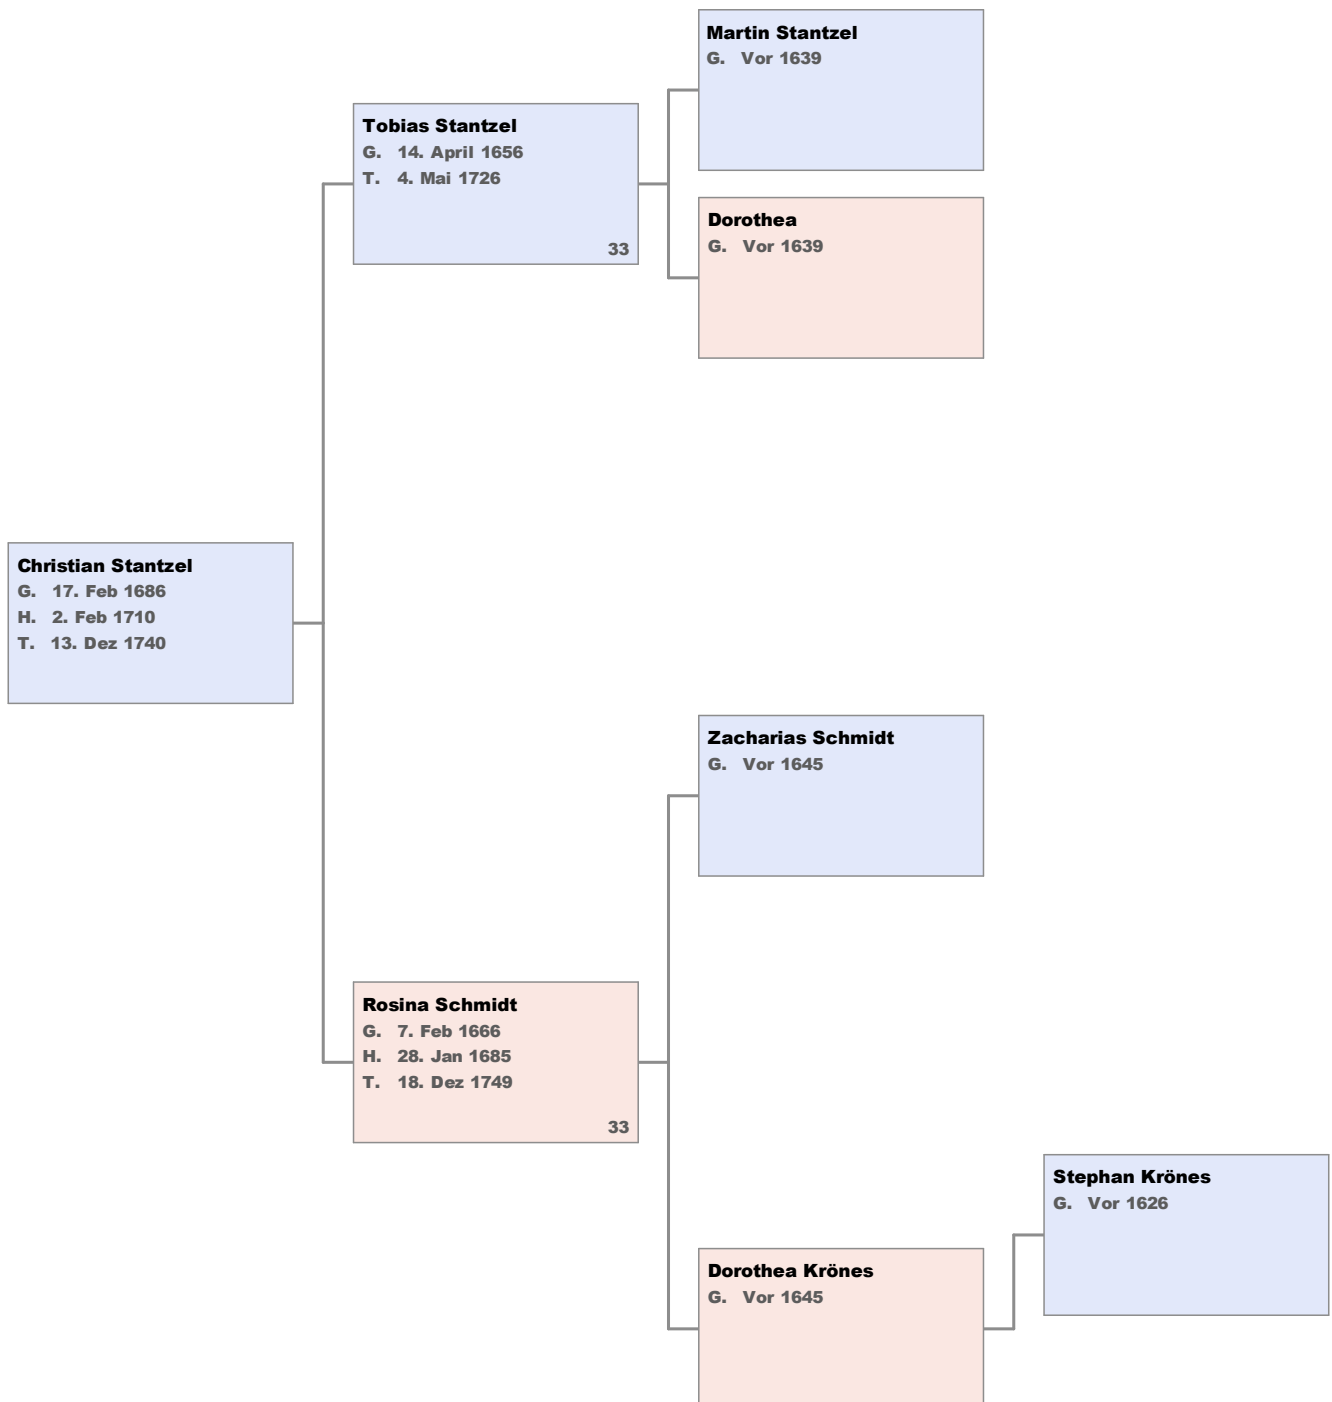 Martin Stantzel
G. Vor 1639
Tobias Stantzel
G. 14. April 1656
T. 4. Mai 1726
33
Dorothea
G. Vor 1639
Christian Stantzel
G. 17. Feb 1686
H. 2. Feb 1710
T. 13. Dez 1740
Zacharias Schmidt
G. Vor 1645
Rosina Schmidt
G. 7. Feb 1666
H. 28. Jan 1685
T. 18. Dez 1749
33
Stephan Krönes
G. Vor 1626
Dorothea Krönes
G. Vor 1645